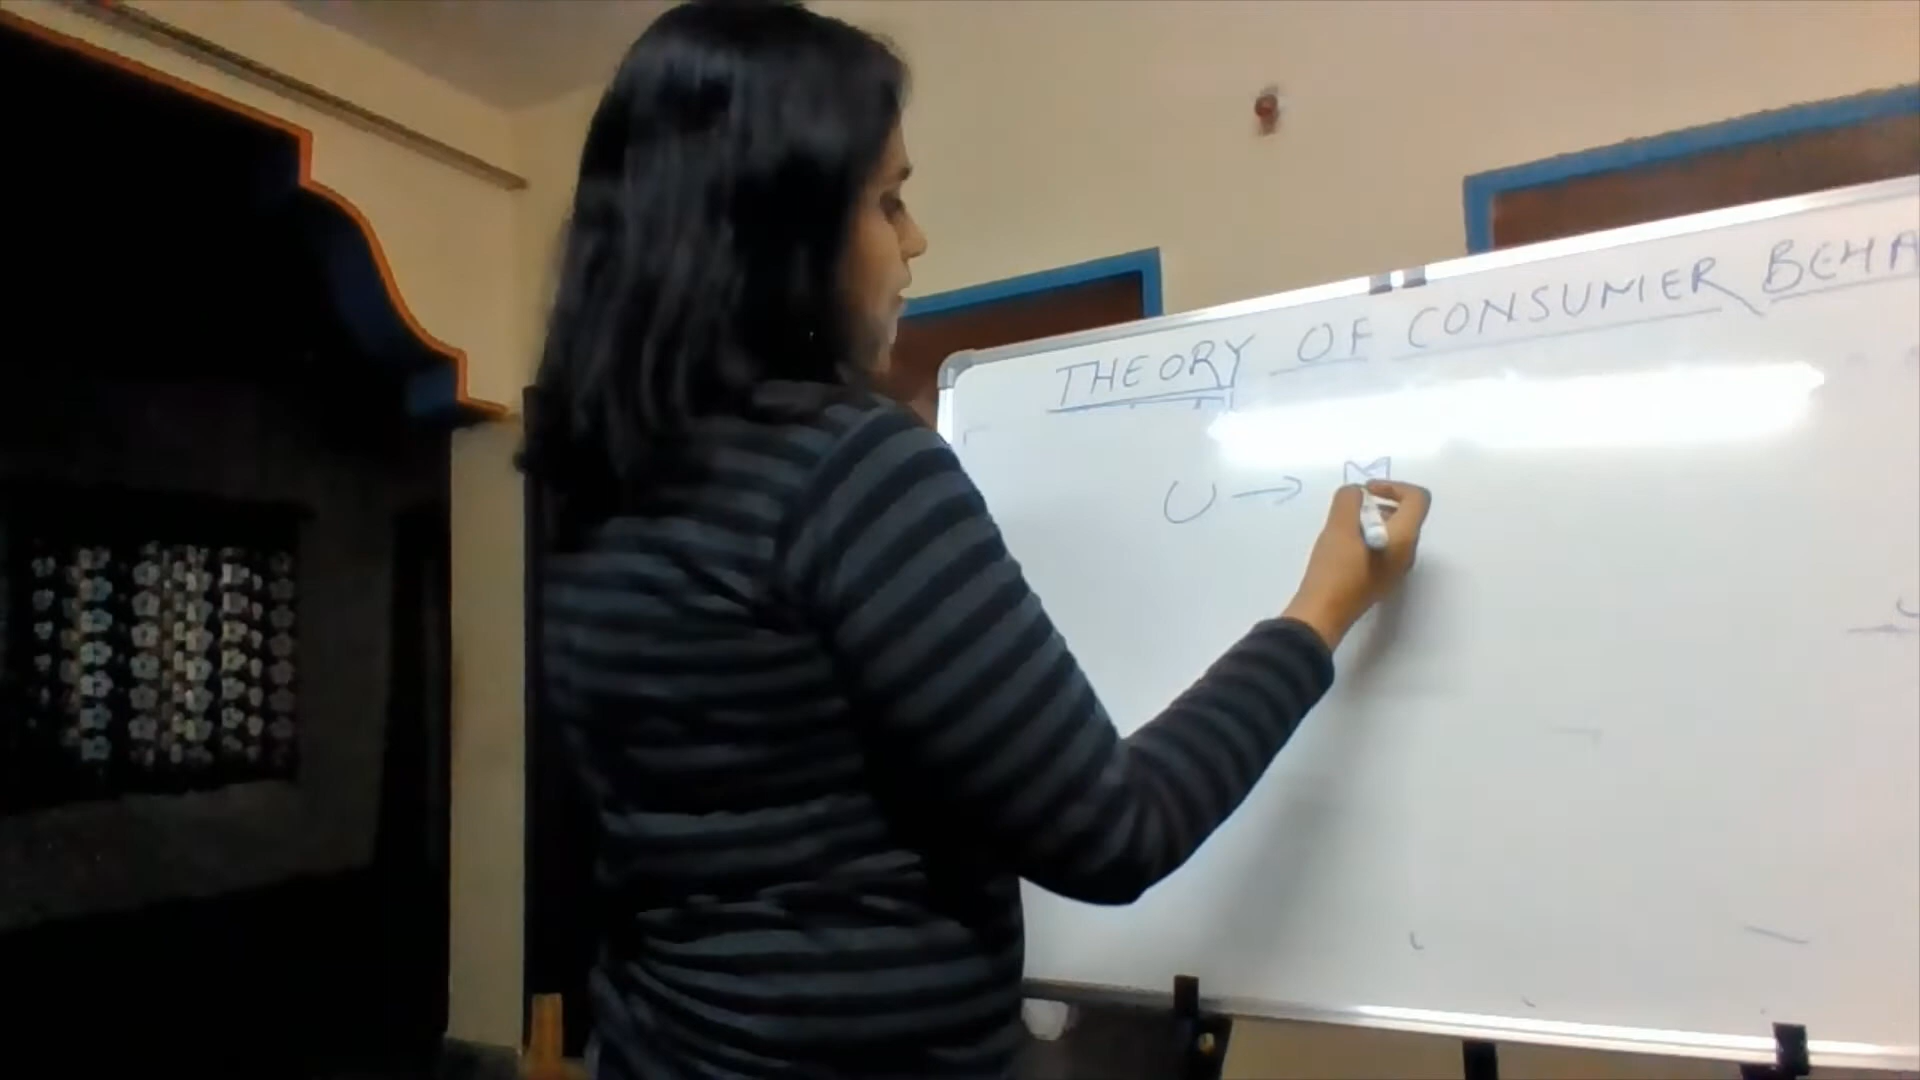 THEORY OF CONSUMER BEHA
U → M